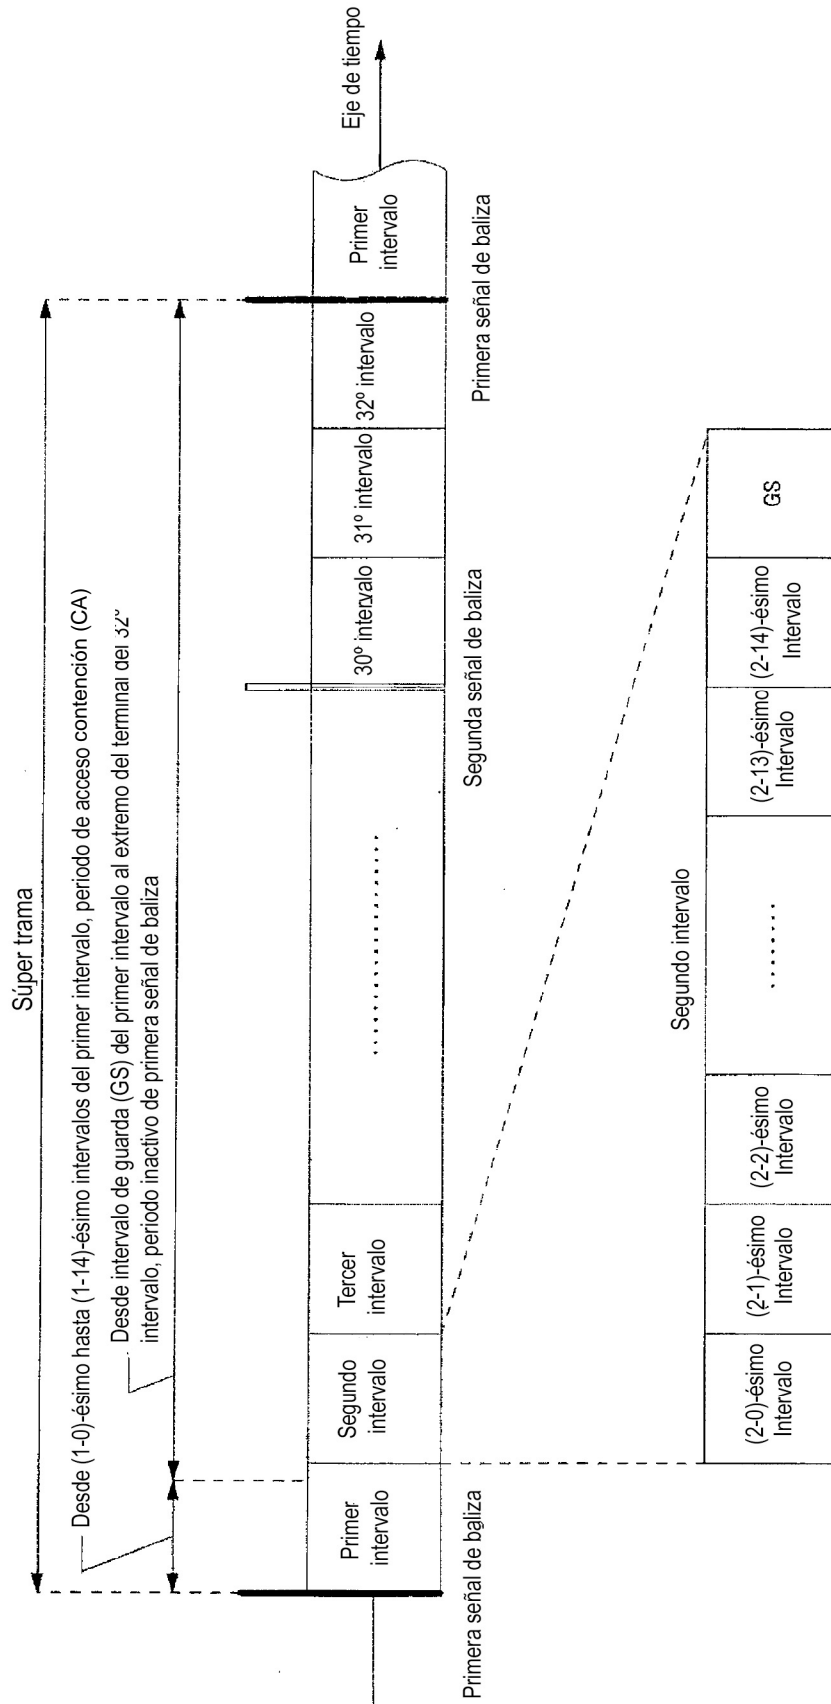 Súper trama
Desde (1-0)-ésimo hasta (1-14)-ésimo intervalos del primer intervalo, periodo de acceso contención (CA)
Desde intervalo de guarda (GS) del primer intervalo al extremo del terminal del 32º
intervalo, periodo inactivo de primera señal de baliza
Primer
intervalo
Segundo
intervalo
Tercer
intervalo
..................
30º intervalo
31º intervalo
32º intervalo
Primer
intervalo
Eje de tiempo
Primera señal de baliza
Segunda señal de baliza
Primera señal de baliza
Segundo intervalo
(2-0)-ésimo
Intervalo
(2-1)-ésimo
Intervalo
(2-2)-ésimo
Intervalo
........
(2-13)-ésimo
Intervalo
(2-14)-ésimo
Intervalo
GS